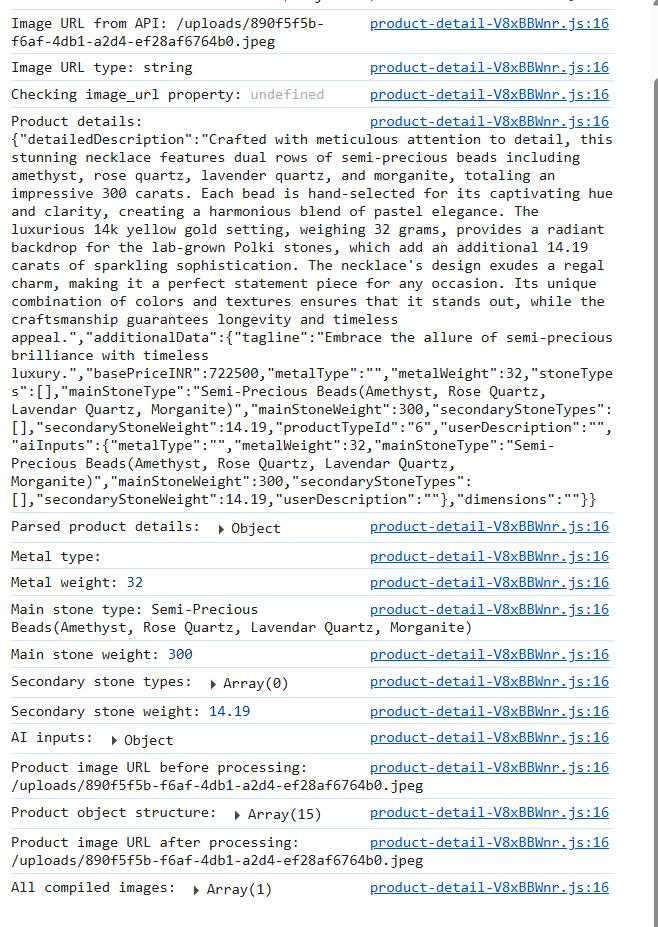 Image URL from API: /uploads/890f5f5b- product-detail-V8xBBWnr.js:16
f6af-4db1-a2d4-ef28af6764b0.jpeg
Image URL type: string product-detail-V8xBBWnr.js:16
Checking image_url property: undefined product-detail-V8xBBWnr.js:16
Product details: product-detail-V8xBBWnr.js:16
{"detailedDescription":"Crafted with meticulous attention to detail, this
stunning necklace features dual rows of semi-precious beads including
amethyst, rose quartz, lavender quartz, and morganite, totaling an
impressive 300 carats. Each bead is hand-selected for its captivating hue
and clarity, creating a harmonious blend of pastel elegance. The
luxurious 14k yellow gold setting, weighing 32 grams, provides a radiant
backdrop for the lab-grown Polki stones, which add an additional 14.19
carats of sparkling sophistication. The necklace's design exudes a regal
charm, making it a perfect statement piece for any occasion. Its unique
combination of colors and textures ensures that it stands out, while the
craftsmanship guarantees longevity and timeless
appeal.","additionalData":{"tagline":"Embrace the allure of semi-precious
brilliance with timeless
luxury.","basePriceINR":722500,"metalType":"","metalWeight":32,"stoneType
s":[],"mainStoneType":"Semi-Precious Beads(Amethyst, Rose Quartz,
Lavendar Quartz, Morganite)","mainStoneWeight":300,"secondaryStoneTypes":
[],"secondaryStoneWeight":14.19,"productTypeId":"6","userDescription":"",
"aiInputs":{"metalType":"","metalWeight":32,"mainStoneType":"Semi-
Precious Beads(Amethyst, Rose Quartz, Lavendar Quartz,
Morganite)","mainStoneWeight":300,"secondaryStoneTypes":
[],"secondaryStoneWeight":14.19,"userDescription":""},"dimensions":""}}
Parsed product details: Object product-detail-V8xBBWnr.js:16
Metal type: product-detail-V8xBBWnr.js:16
Metal weight: 32 product-detail-V8xBBWnr.js:16
Main stone type: Semi-Precious product-detail-V8xBBWnr.js:16
Beads(Amethyst, Rose Quartz, Lavendar Quartz, Morganite)
Main stone weight: 300 product-detail-V8xBBWnr.js:16
Secondary stone types: Array(0) product-detail-V8xBBWnr.js:16
Secondary stone weight: 14.19 product-detail-V8xBBWnr.js:16
AI inputs: Object product-detail-V8xBBWnr.js:16
Product image URL before processing: product-detail-V8xBBWnr.js:16
/uploads/890f5f5b-f6af-4db1-a2d4-ef28af6764b0.jpeg
Product object structure: Array(15) product-detail-V8xBBWnr.js:16
Product image URL after processing: product-detail-V8xBBWnr.js:16
/uploads/890f5f5b-f6af-4db1-a2d4-ef28af6764b0.jpeg
All compiled images: Array(1) product-detail-V8xBBWnr.js:16